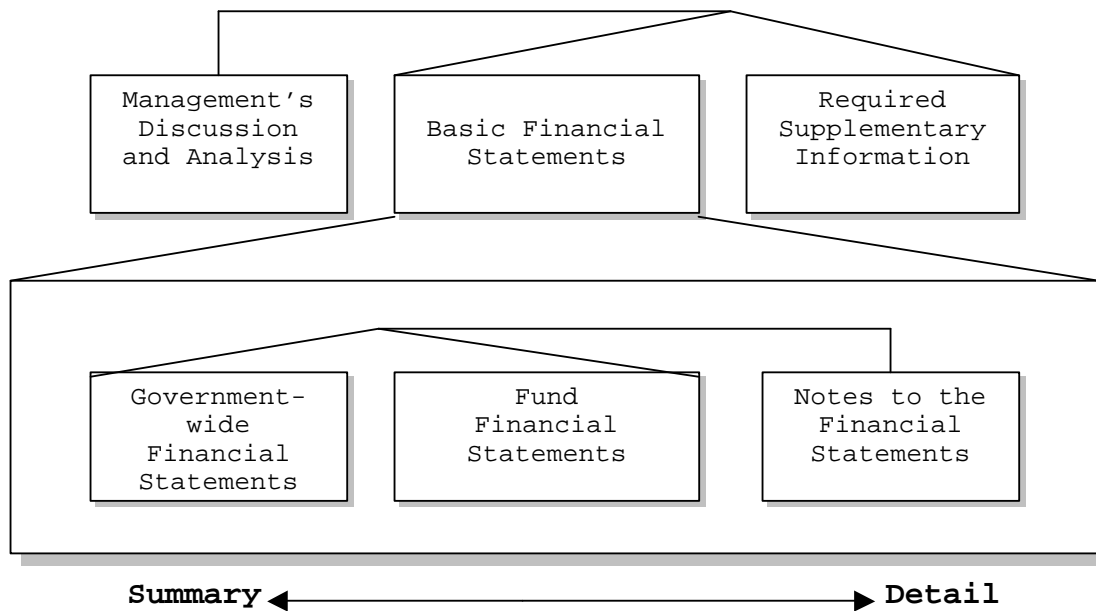 Management’s
Discussion
and Analysis
Basic Financial
Statements
Required
Supplementary
Information
Government-
wide
Financial
Statements
Fund
Financial
Statements
Notes to the
Financial
Statements
Summary
Detail